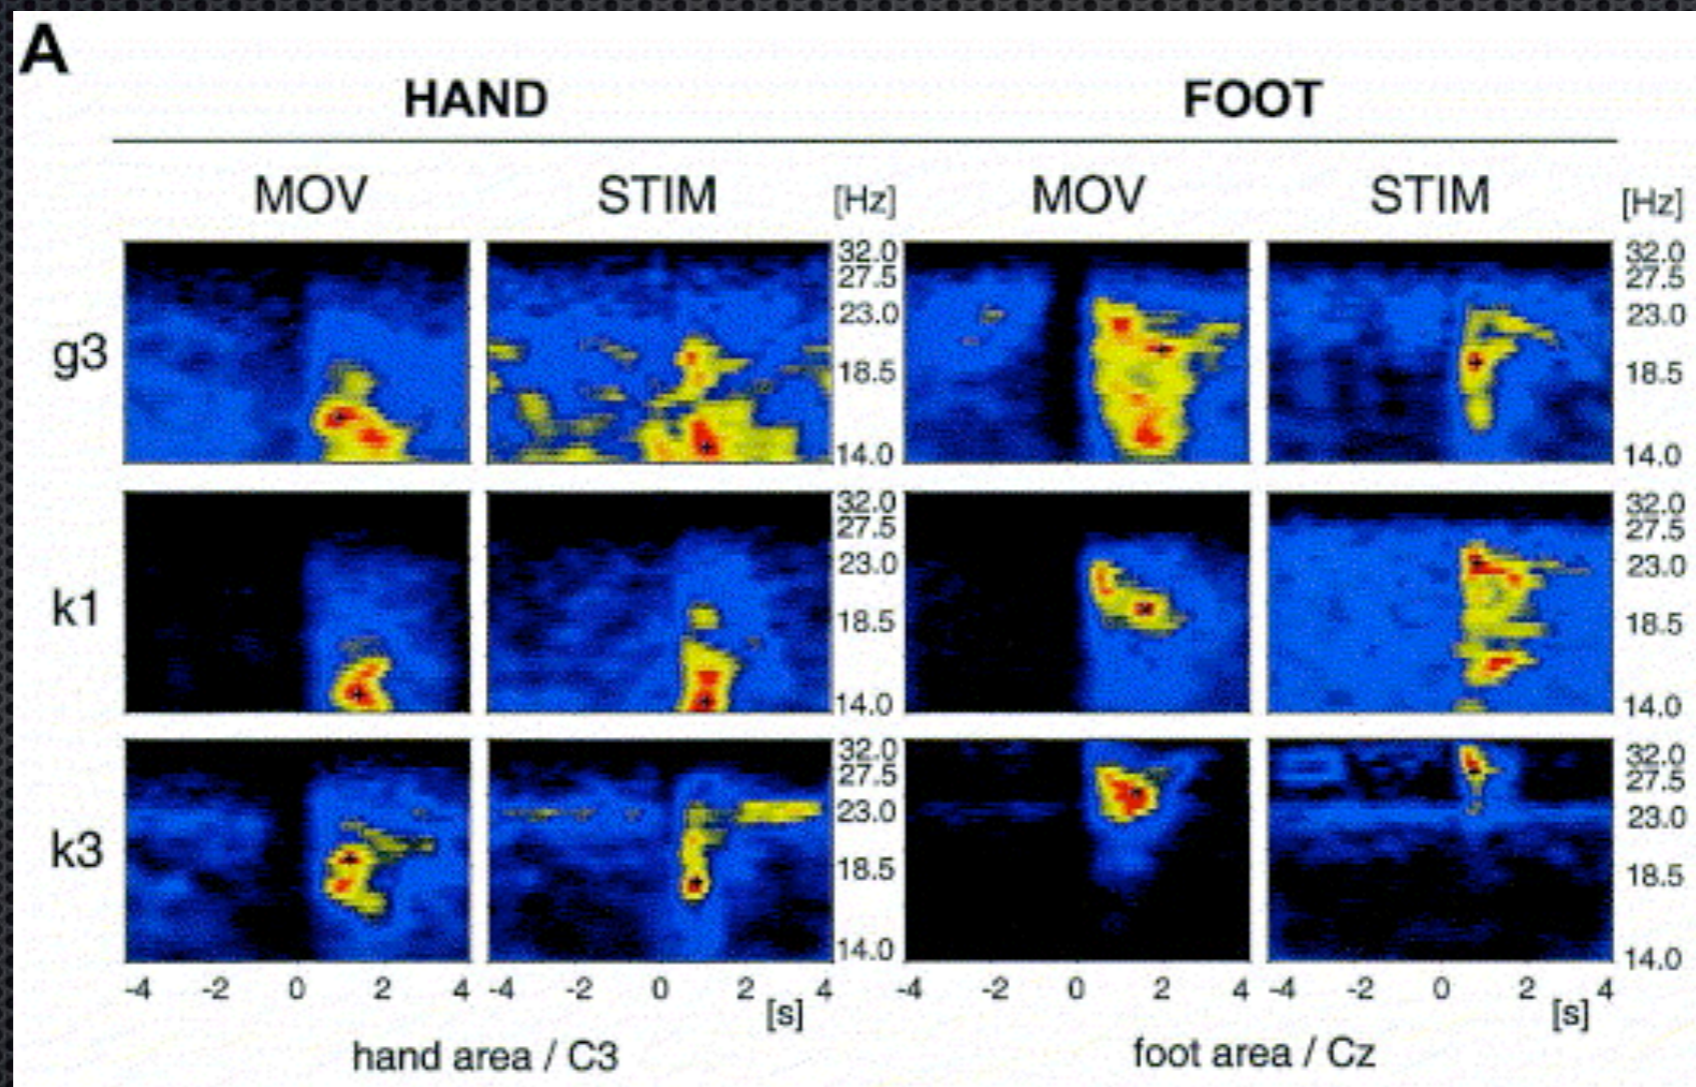 A
HAND FOOT
MOV STIM [Hz] MOV STIM [Hz]
g3 32.0 32.0
27.5 27.5
23.0 23.0
18.5 18.5
14.0 14.0
k1 32.0 32.0
27.5 27.5
23.0 23.0
18.5 18.5
14.0 14.0
k3 32.0 32.0
27.5 27.5
23.0 23.0
18.5 18.5
14.0 14.0
-4 -2 0 2 4 -4 -2 0 2 4 -4 -2 0 2 4 -4 -2 0 2 4
[s] [s]
hand area / C3 foot area / Cz